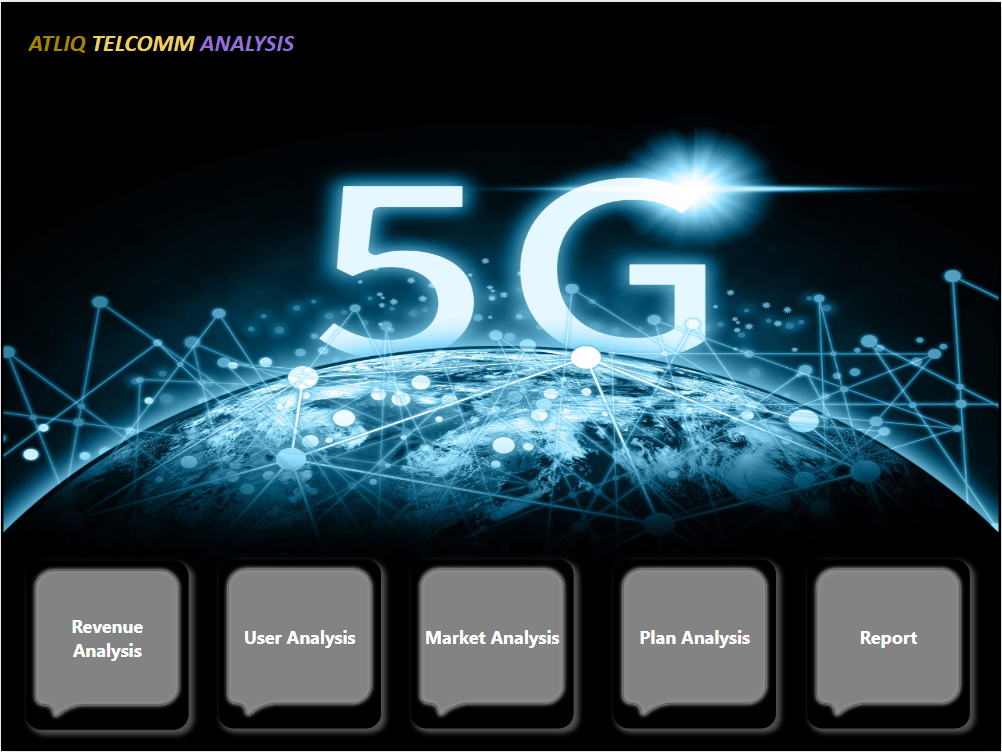 ATLIQ TELCOMM ANALYSIS
5G
Revenue
Analysis
User Analysis
Market Analysis
Plan Analysis
Report